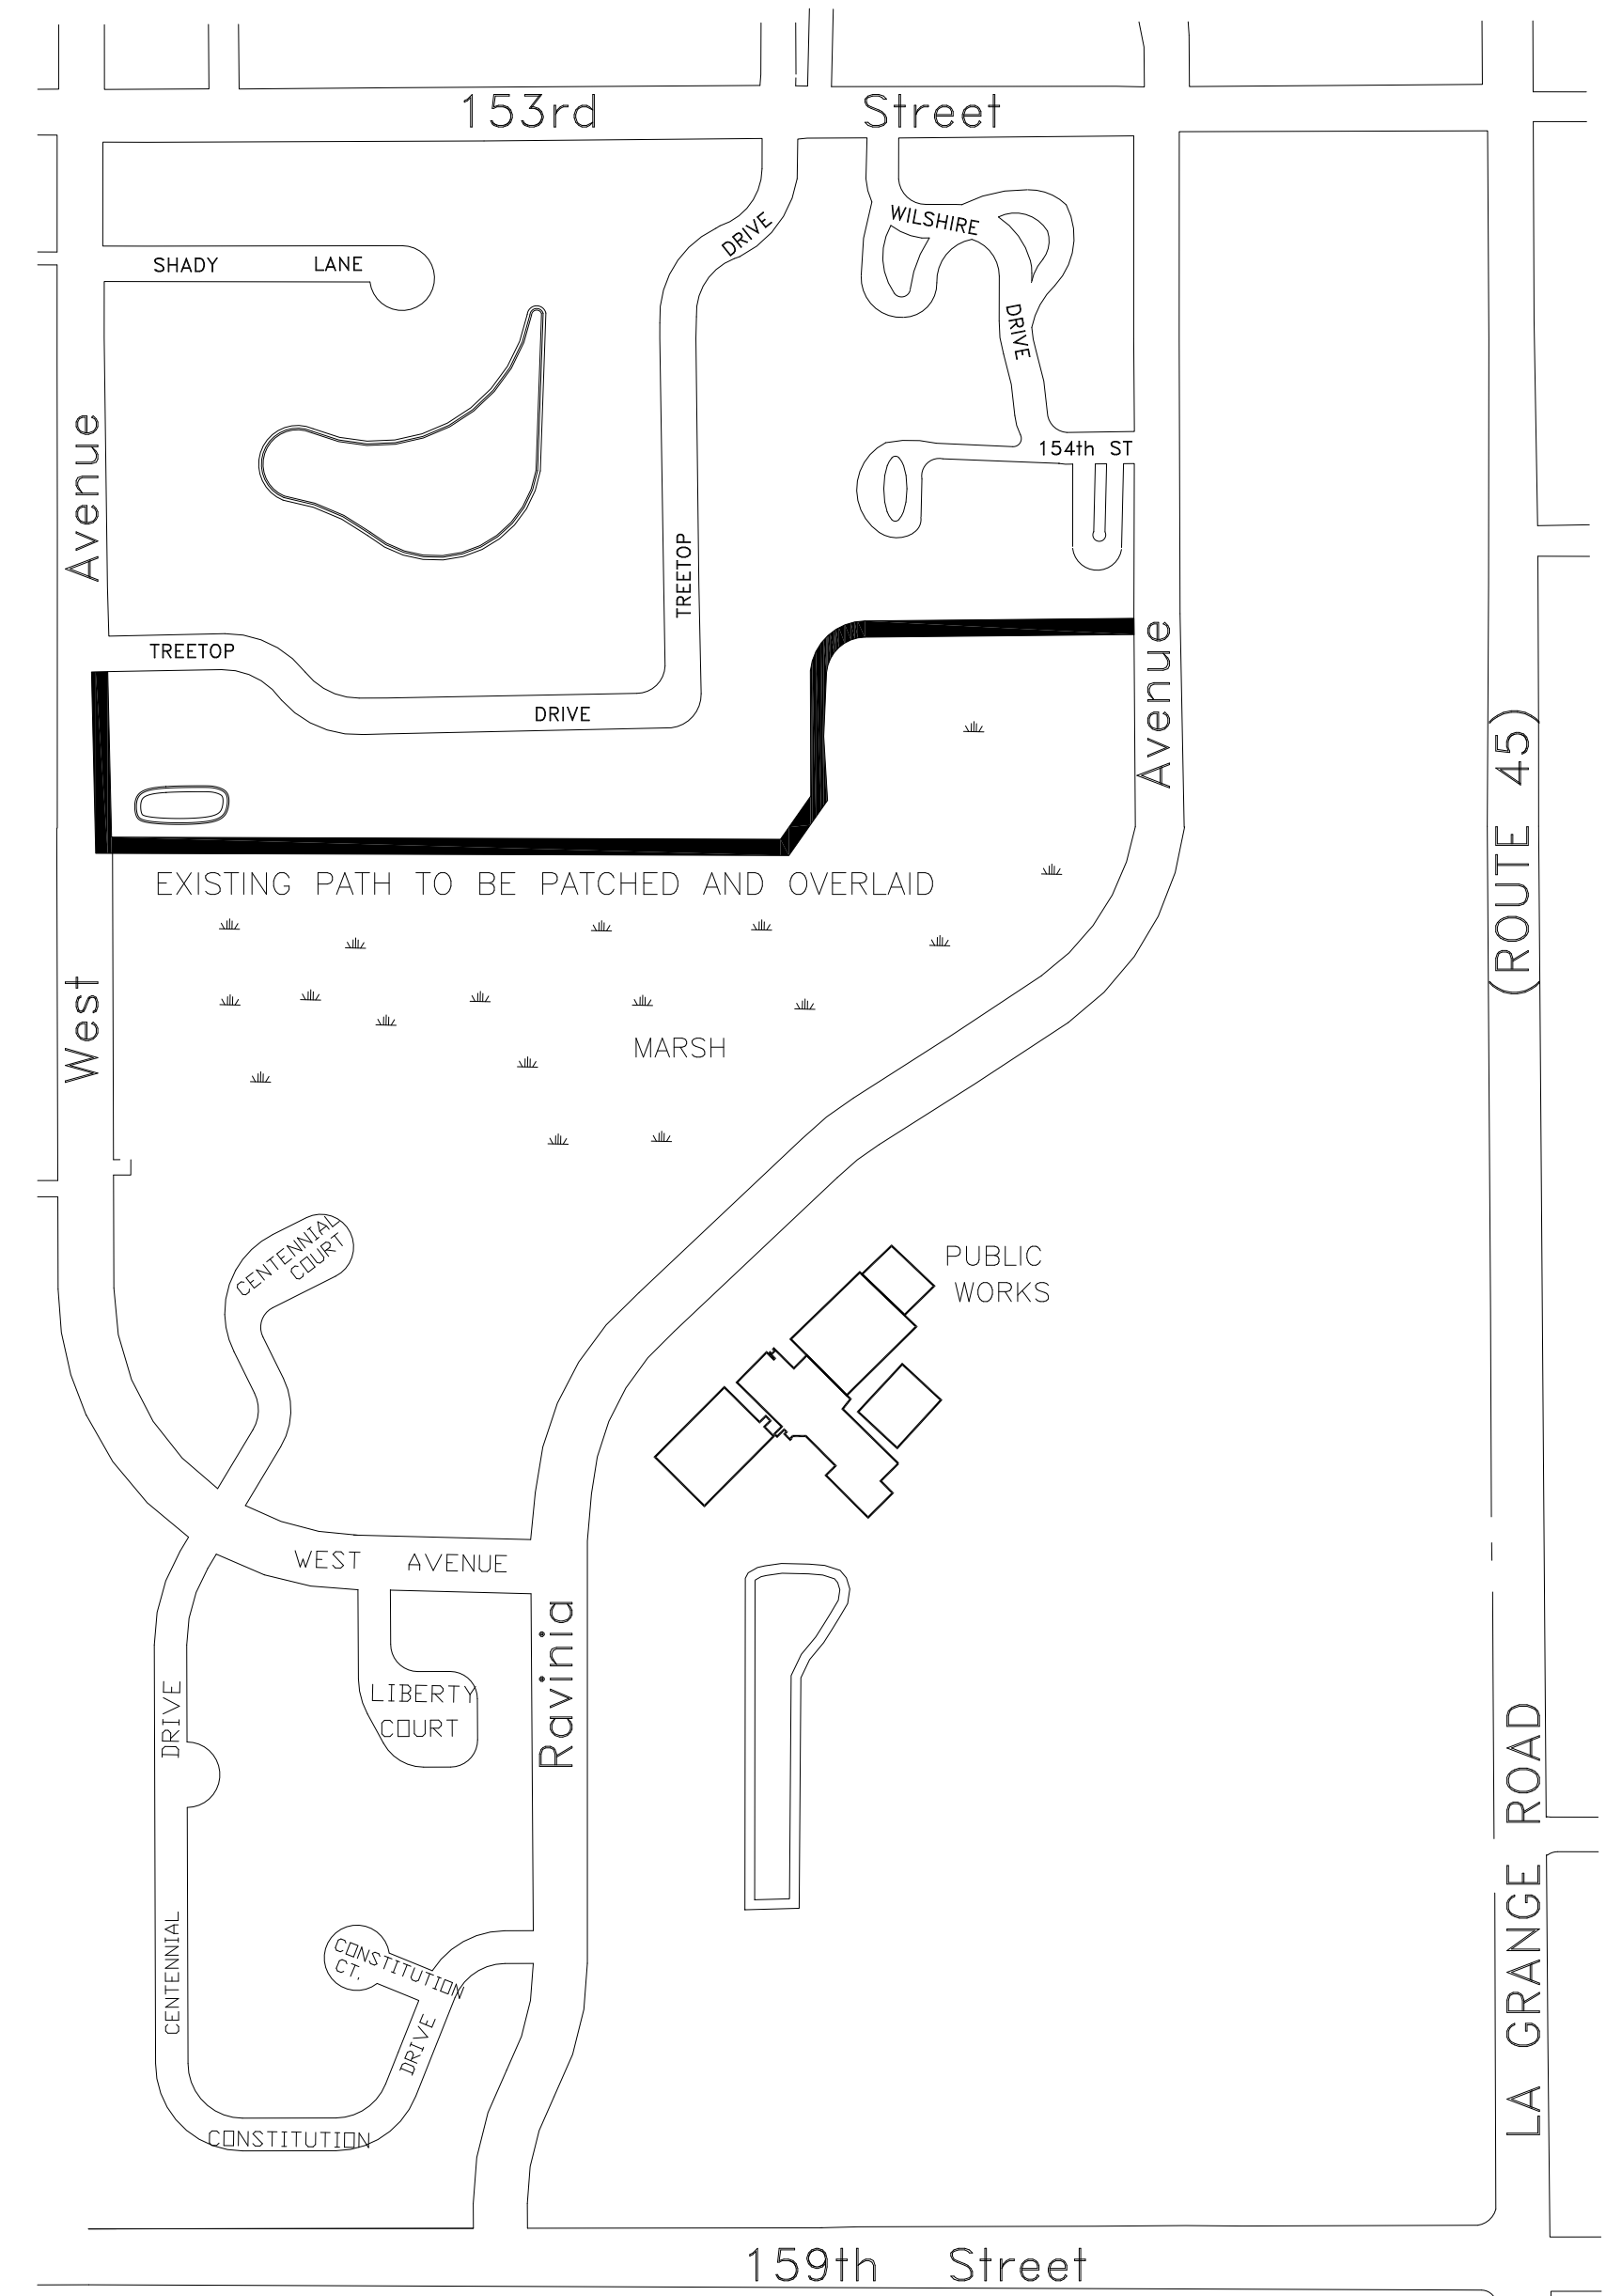 153rd Street
WILSHIRE
DRIVE
SHADY LANE
DRIVE
154th ST
Avenue
TREETOP
TREETOP
DRIVE
Avenue
(ROUTE 45)
EXISTING PATH TO BE PATCHED AND OVERLAID
West
MARSH
CENTENNIAL
COURT
PUBLIC
WORKS
WEST AVENUE
Ravinia
LIBERTY
COURT
DRIVE
LA GRANGE ROAD
CENTENNIAL
CONSTITUTION
CT.
DRIVE
CONSTITUTION
159th Street